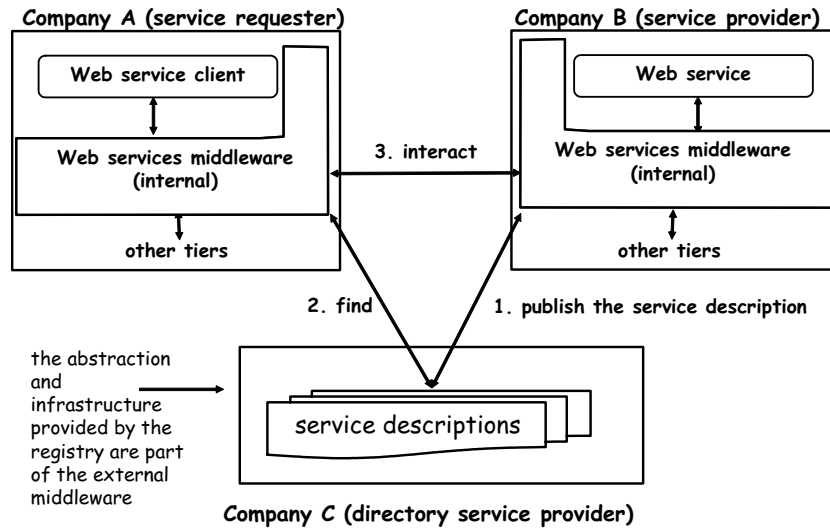 Company A (service requester)
Company B (service provider)
Web service client
Web service
Web services middleware
(internal)
3. interact
Web services middleware
(internal)
other tiers
other tiers
2. find
1. publish the service description
the abstraction
and
infrastructure
provided by the
registry are part
of the external
middleware
service descriptions
Company C (directory service provider)